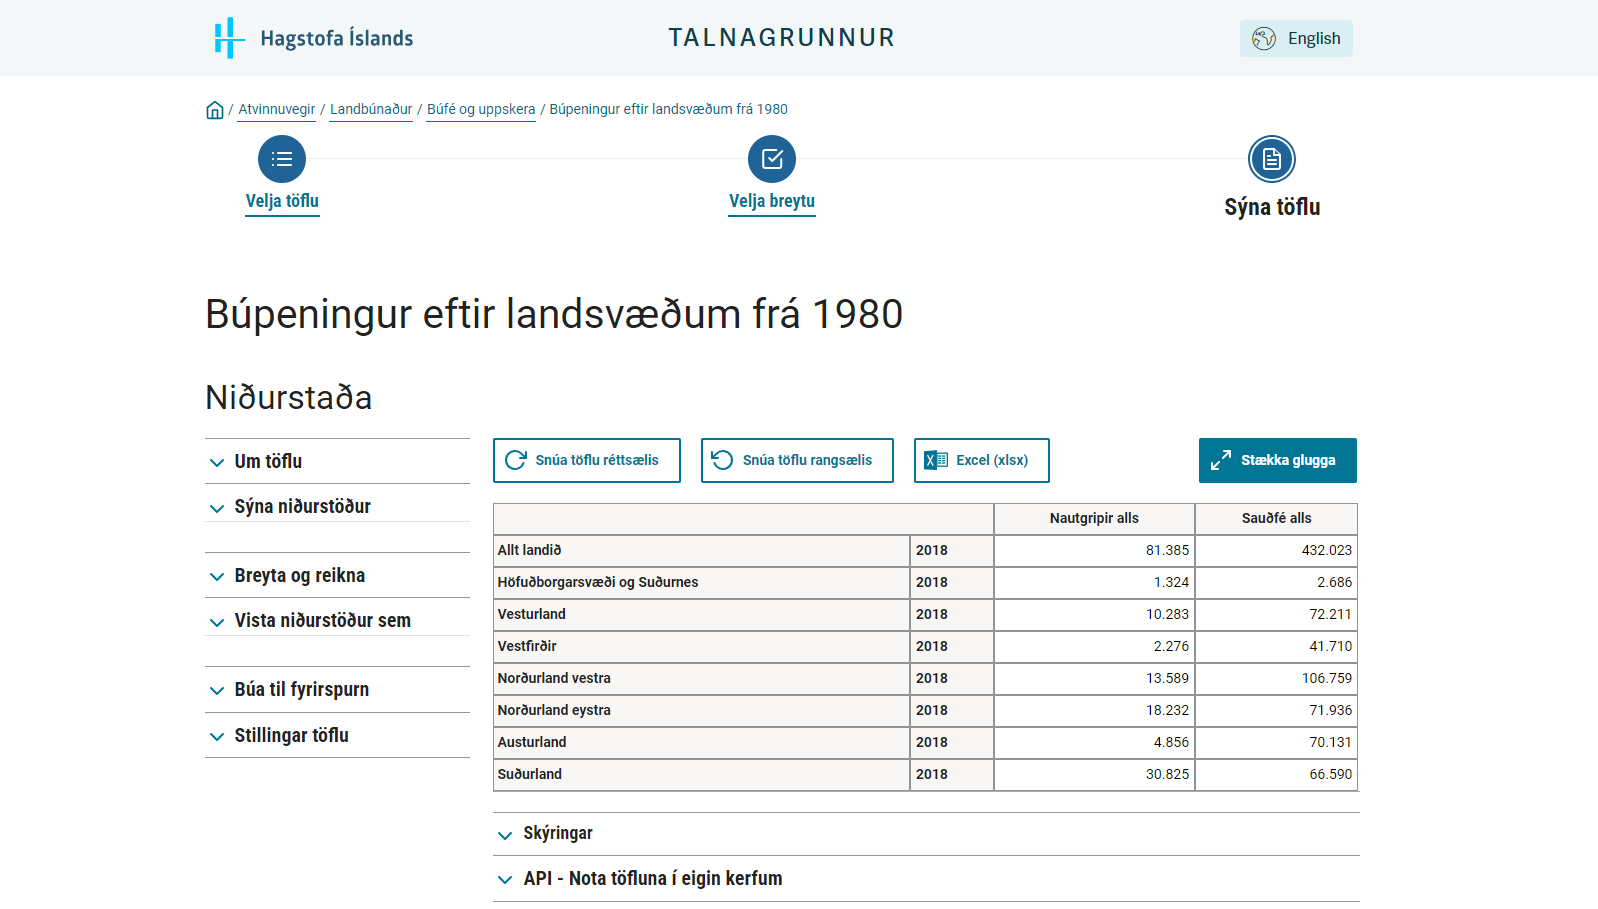 Hagstofa Íslands
TALNAGRUNNUR
English
/ Atvinnuvegir / Landbúnaður / Búfé og uppskera / Búpeningur eftir landsvæðum frá 1980
Velja töflu
Velja breytu
Sýna töflu
Búpeningur eftir landsvæðum frá 1980
Niðurstaða
Um töflu
Sýna niðurstöður
Breyta og reikna
Vista niðurstöður sem
Búa til fyrirspurn
Stillingar töflu
Snúa töflu réttsælis
Snúa töflu rangsælis
Excel (xlsx)
Stækka glugga
Nautgripir alls Sauðfé alls
Allt landið 2018 81.385 432.023
Höfuðborgarsvæði og Suðurnes 2018 1.324 2.686
Vesturland 2018 10.283 72.211
Vestfirðir 2018 2.276 41.710
Norðurland vestra 2018 13.589 106.759
Norðurland eystra 2018 18.232 71.936
Austurland 2018 4.856 70.131
Suðurland 2018 30.825 66.590
Skýringar
API - Nota töfluna í eigin kerfum